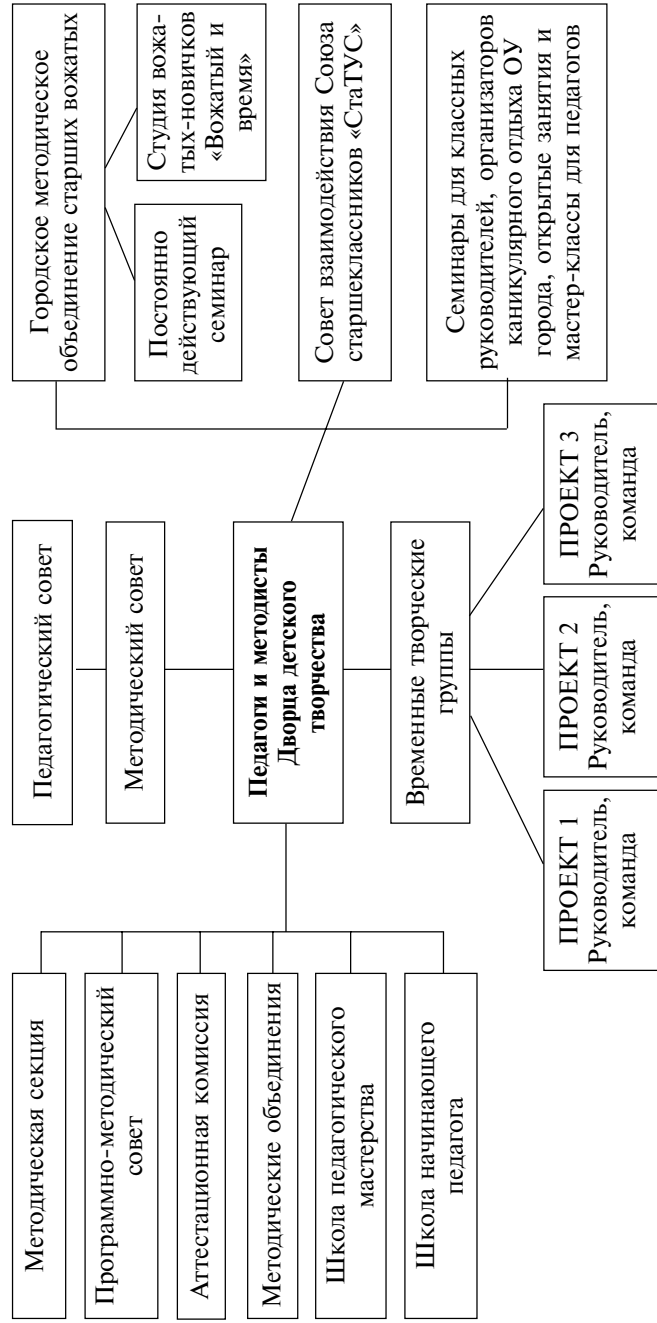 Методическая секция
Программно-методический
совет
Аттестационная комиссия
Методические объединения
Школа педагогического
мастерства
Школа начинающего
педагога
Педагогический совет
Методический совет
Педагоги и методисты
Дворца детского
творчества
Временные творческие
группы
ПРОЕКТ 1
Руководитель,
команда
ПРОЕКТ 2
Руководитель,
команда
ПРОЕКТ 3
Руководитель,
команда
Городское методическое
объединение старших вожатых
Постоянно
действующий
семинар
Студия вожа-
тых-новичков
«Вожатый и
время»
Совет взаимодействия Союза
старшеклассников «СтаТУС»
Семинары для классных
руководителей, организаторов
каникулярного отдыха ОУ
города, открытые занятия и
мастер-классы для педагогов